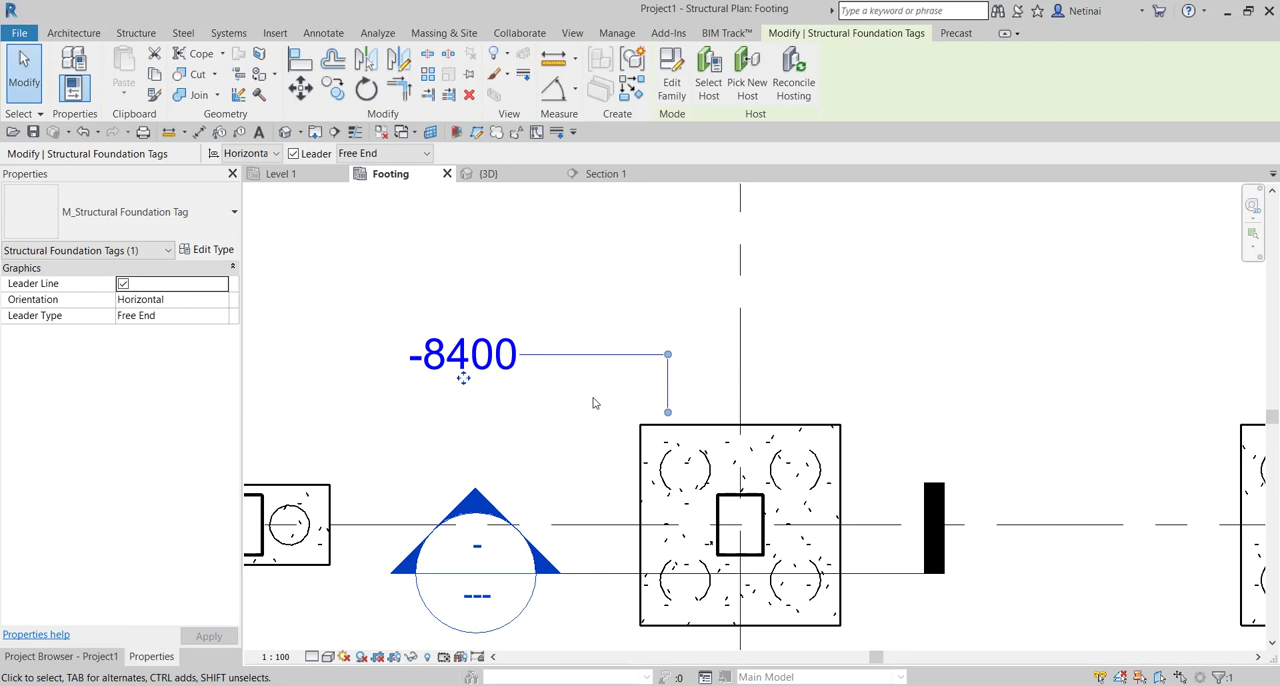 Project1 - Structural Plan: Footing
Type a keyword or phrase
Netinai
File Architecture Structure Steel Systems Insert Annotate Analyze Massing & Site Collaborate View Manage Add-Ins BIM Track™ Modify | Structural Foundation Tags Precast
Modify
Paste
Cope
Cut
Join
Edit Family
Select Host
Pick New Host
Reconcile Hosting
Select Properties Clipboard Geometry Modify View Measure Create Mode Host
Modify | Structural Foundation Tags
Horizonta
Leader
Free End
Properties
Level 1
Footing
{3D}
Section 1
M_Structural Foundation Tag
Structural Foundation Tags (1)
Edit Type
Graphics
Leader Line
Orientation Horizontal
Leader Type Free End
-8400
-
---
Properties help
Apply
Project Browser - Project1
Properties
1 : 100
Click to select, TAB for alternates, CTRL adds, SHIFT unselects.
:0
Main Model
:1